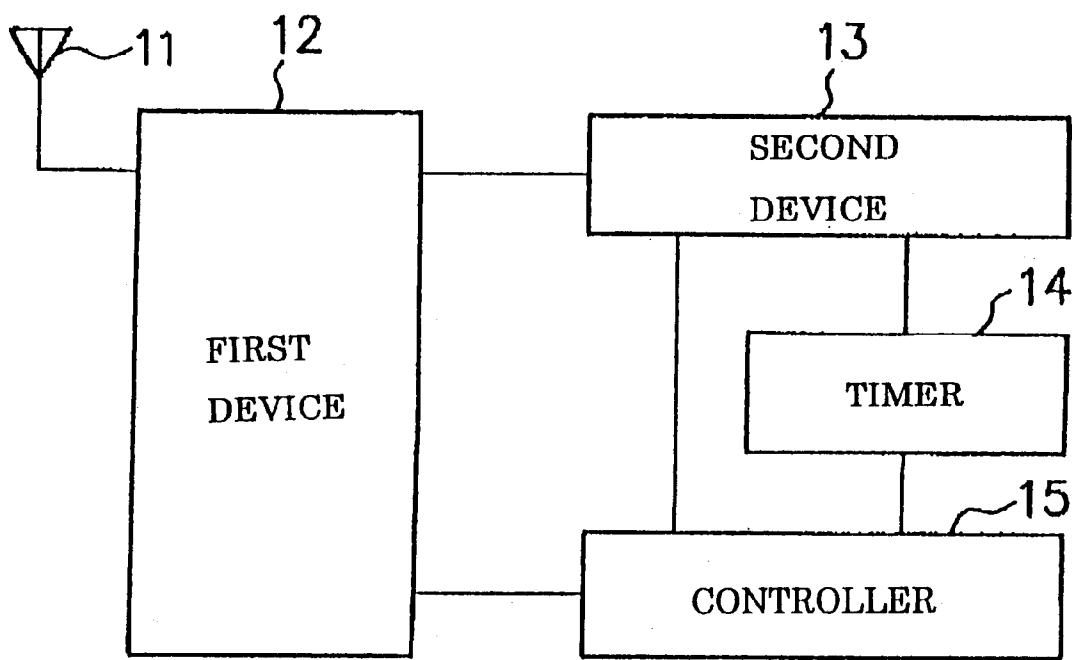 11
12
13
SECOND
DEVICE
14
FIRST
DEVICE
TIMER
15
CONTROLLER